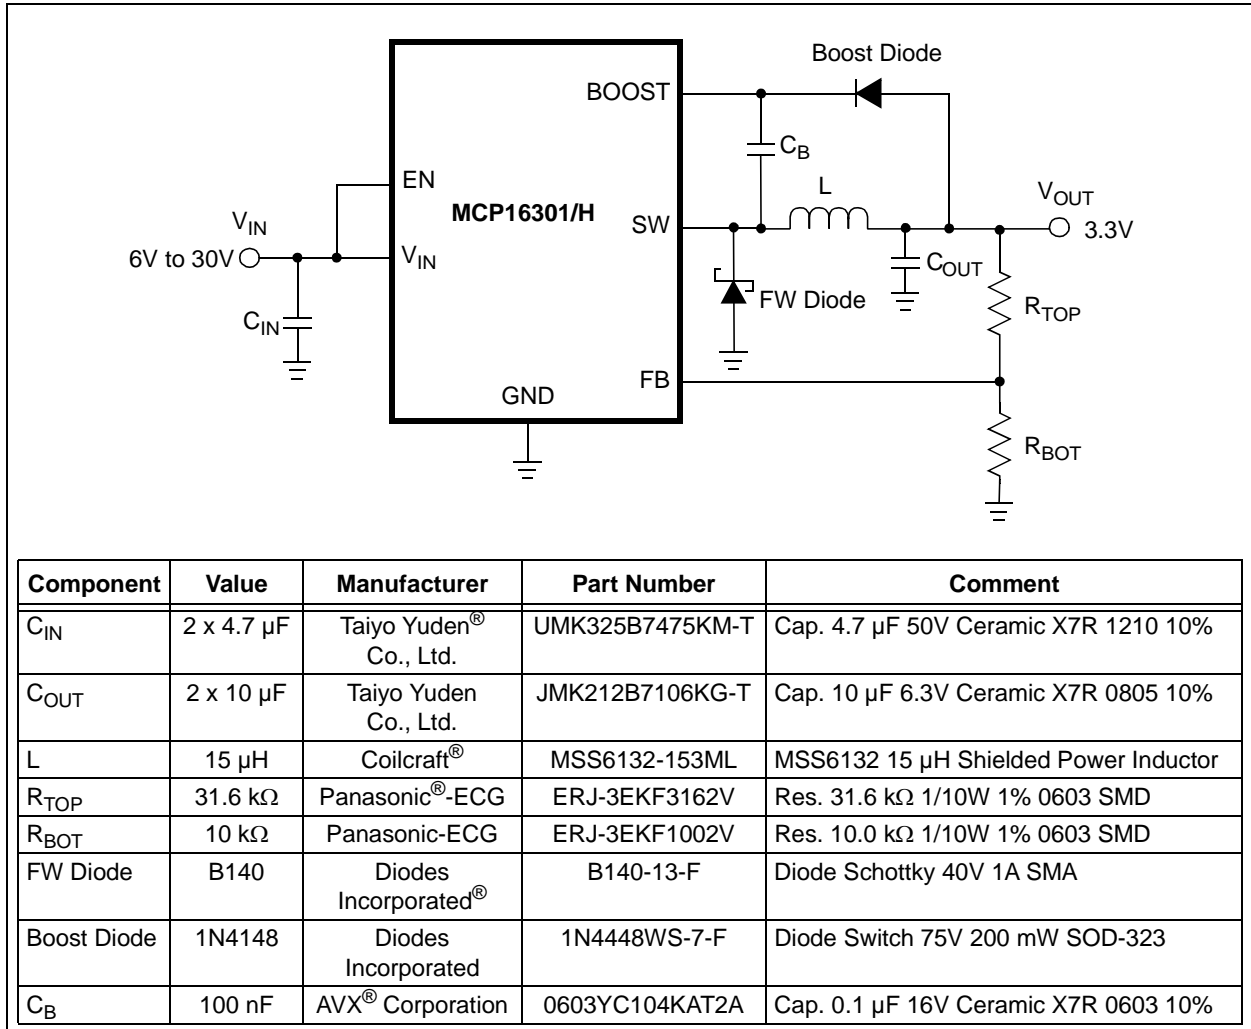 Boost Diode
BOOST
C_B
EN
MCP16301/H
L
V_OUT
V_IN
SW
3.3V
6V to 30V
V_IN
C_OUT
FW Diode
R_TOP
C_IN
FB
GND
R_BOT
Component Value Manufacturer Part Number Comment
C_IN 2 x 4.7 µF Taiyo Yuden® Co., Ltd. UMK325B7475KM-T Cap. 4.7 µF 50V Ceramic X7R 1210 10%
C_OUT 2 x 10 µF Taiyo Yuden Co., Ltd. JMK212B7106KG-T Cap. 10 µF 6.3V Ceramic X7R 0805 10%
L 15 µH Coilcraft® MSS6132-153ML MSS6132 15 µH Shielded Power Inductor
R_TOP 31.6 kΩ Panasonic®-ECG ERJ-3EKF3162V Res. 31.6 kΩ 1/10W 1% 0603 SMD
R_BOT 10 kΩ Panasonic-ECG ERJ-3EKF1002V Res. 10.0 kΩ 1/10W 1% 0603 SMD
FW Diode B140 Diodes Incorporated® B140-13-F Diode Schottky 40V 1A SMA
Boost Diode 1N4148 Diodes Incorporated 1N4448WS-7-F Diode Switch 75V 200 mW SOD-323
C_B 100 nF AVX® Corporation 0603YC104KAT2A Cap. 0.1 µF 16V Ceramic X7R 0603 10%